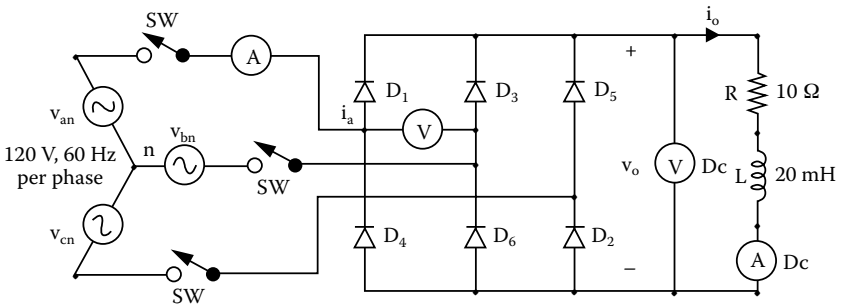 SW
A
i_o
+
D_1
D_3
D_5
R
10 Ω
v_an
i_a
V
v_bn
120 V, 60 Hz
per phase
n
SW
v_o
V
Dc
L
20 mH
v_cn
D_4
D_6
D_2
A
Dc
−
SW